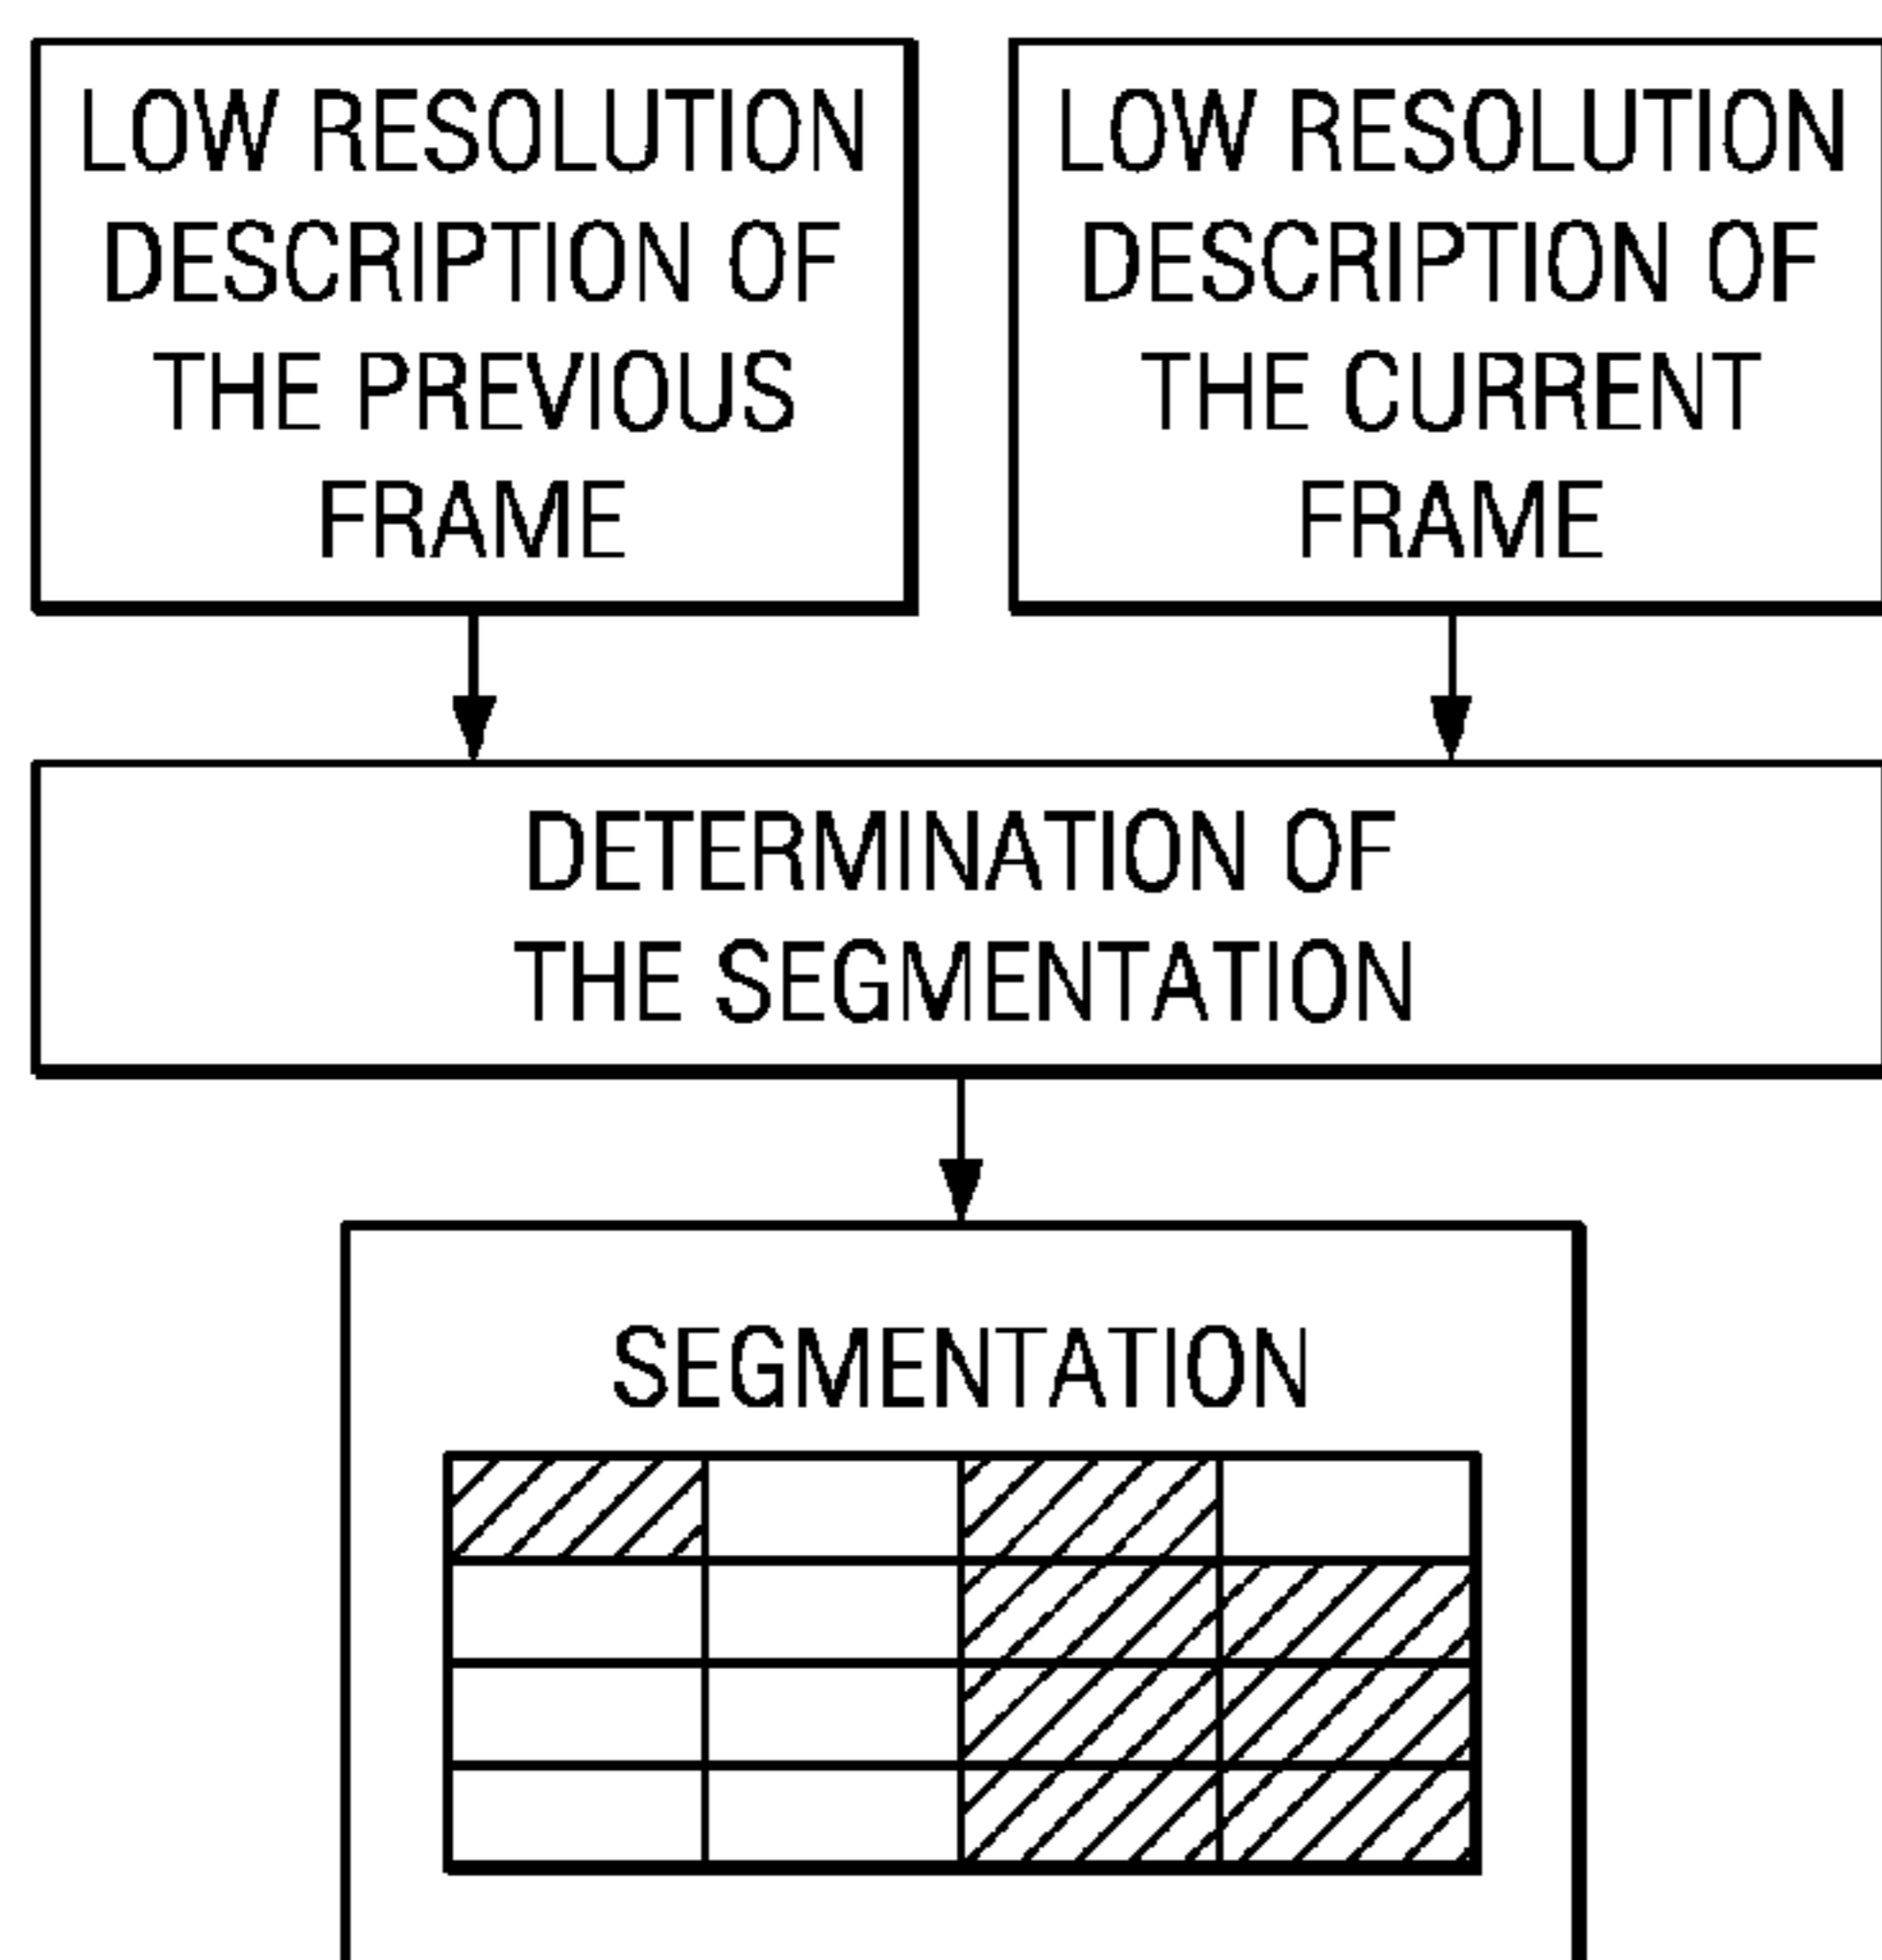 LOW RESOLUTION
DESCRIPTION OF
THE PREVIOUS
FRAME
LOW RESOLUTION
DESCRIPTION OF
THE CURRENT
FRAME
DETERMINATION OF
THE SEGMENTATION
SEGMENTATION